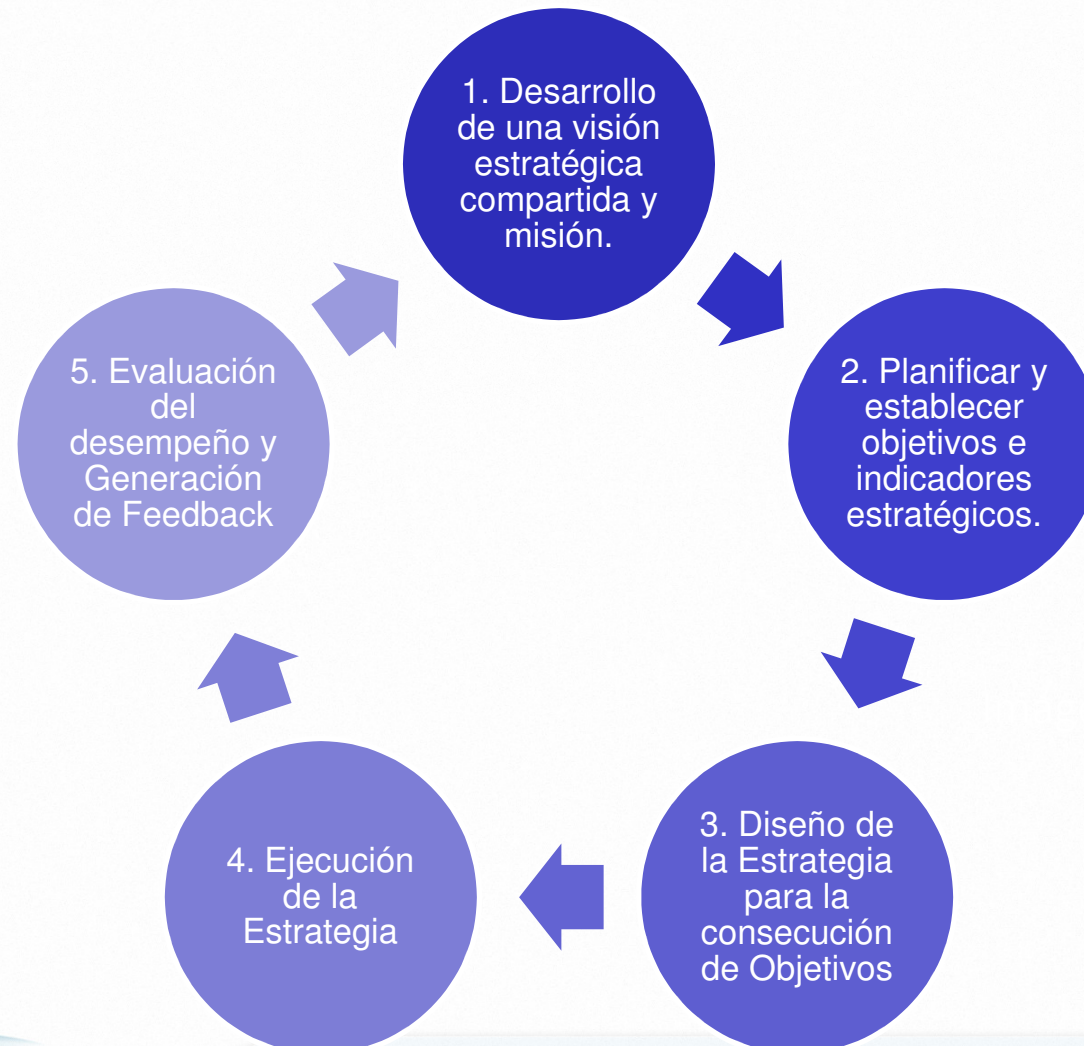 1. Desarrollo
de una visión
estratégica
compartida y
misión.
2. Planificar y
establecer
objetivos e
indicadores
estratégicos.
3. Diseño de
la Estrategia
para la
consecución
de Objetivos
4. Ejecución
de la
Estrategia
5. Evaluación
del
desempeño y
Generación
de Feedback